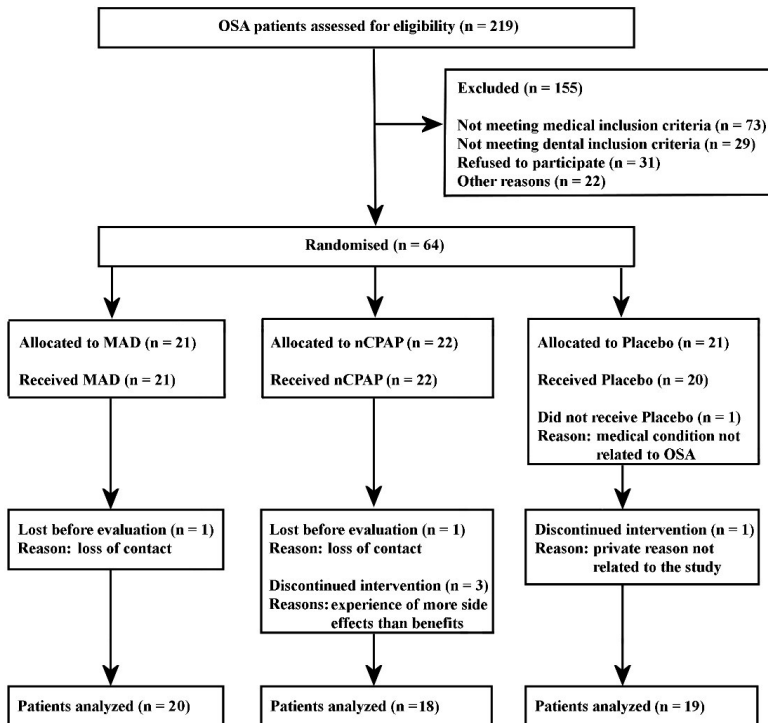 OSA patients assessed for eligibility (n = 219)
Excluded (n = 155)
Not meeting medical inclusion criteria (n = 73)
Not meeting dental inclusion criteria (n = 29)
Refused to participate (n = 31)
Other reasons (n = 22)
Randomised (n = 64)
Allocated to MAD (n = 21)
Received MAD (n = 21)
Allocated to nCPAP (n = 22)
Received nCPAP (n = 22)
Allocated to Placebo (n = 21)
Received Placebo (n = 20)
Did not receive Placebo (n = 1)
Reason: medical condition not
related to OSA
Lost before evaluation (n = 1)
Reason: loss of contact
Lost before evaluation (n = 1)
Reason: loss of contact
Discontinued intervention (n = 3)
Reasons: experience of more side
effects than benefits
Discontinued intervention (n = 1)
Reason: private reason not
related to the study
Patients analyzed (n = 20)
Patients analyzed (n =18)
Patients analyzed (n = 19)